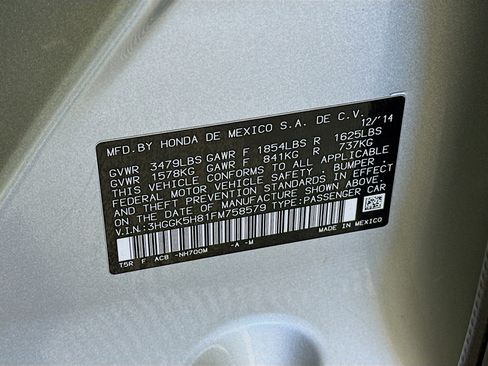 MFD. BY HONDA DE MEXICO S.A. DE C.V. 12/'14
GVWR 3479LBS GAWR F 1854LBS R 1625LBS
GVWR 1578KG GAWR F 841KG R 737KG
THIS VEHICLE CONFORMS TO ALL APPLICABLE
FEDERAL MOTOR VEHICLE SAFETY, BUMPER,
AND THEFT PREVENTION STANDARDS IN EFFECT
ON THE DATE OF MANUFACTURE SHOWN ABOVE.
V.I.N.: 3HGGK5H81FM758579 TYPE: PASSENGER CAR
T5R F AC8 -NH700M -A -M MADE IN MEXICO